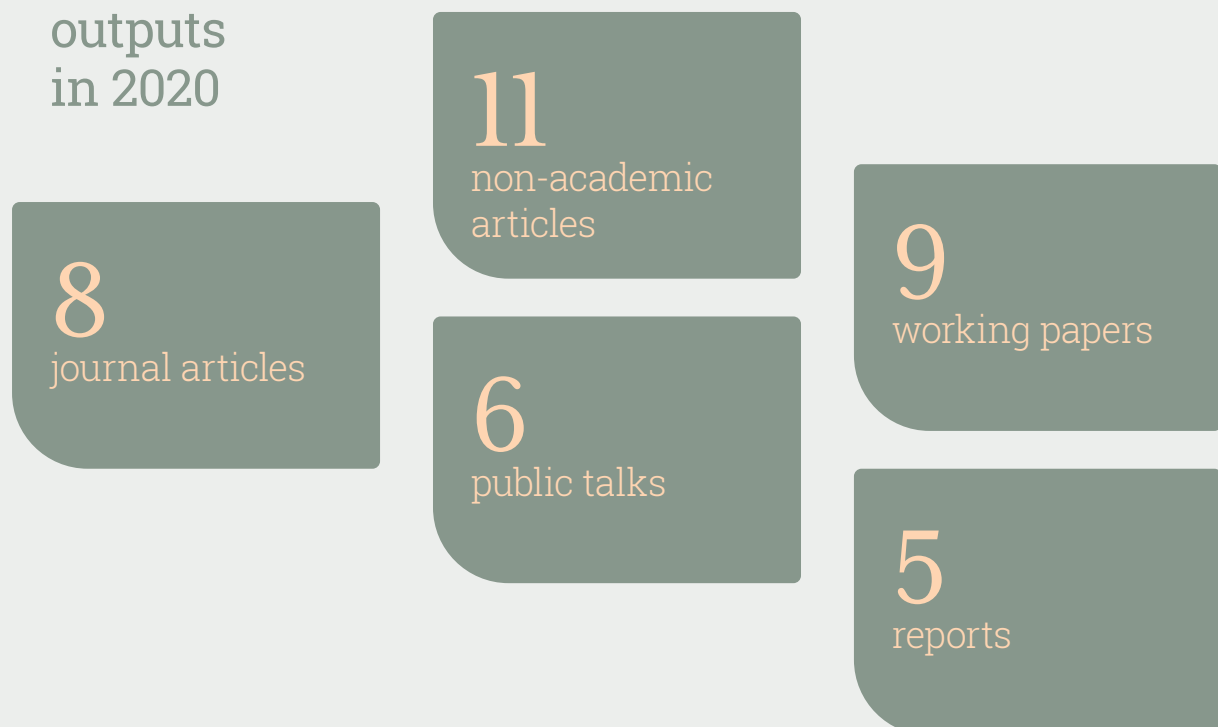 outputs
in 2020
8
journal articles
11
non-academic
articles
6
public talks
9
working papers
5
reports